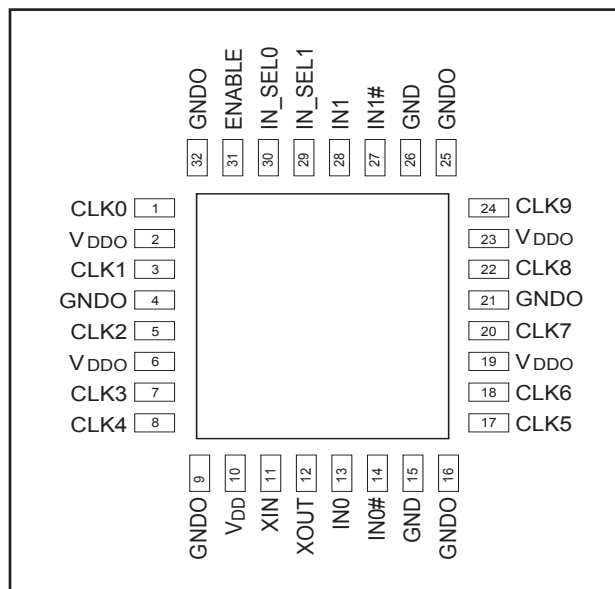 GNDO ENABLE IN_SEL0 IN_SEL1 IN1 IN1# GND GNDO
32 31 30 29 28 27 26 25
CLK0 1
VDDO 2
CLK1 3
GNDO 4
CLK2 5
VDDO 6
CLK3 7
CLK4 8
24 CLK9
23 VDDO
22 CLK8
21 GNDO
20 CLK7
19 VDDO
18 CLK6
17 CLK5
9 10 11 12 13 14 15 16
GNDO VDD XIN XOUT IN0 IN0# GND GNDO